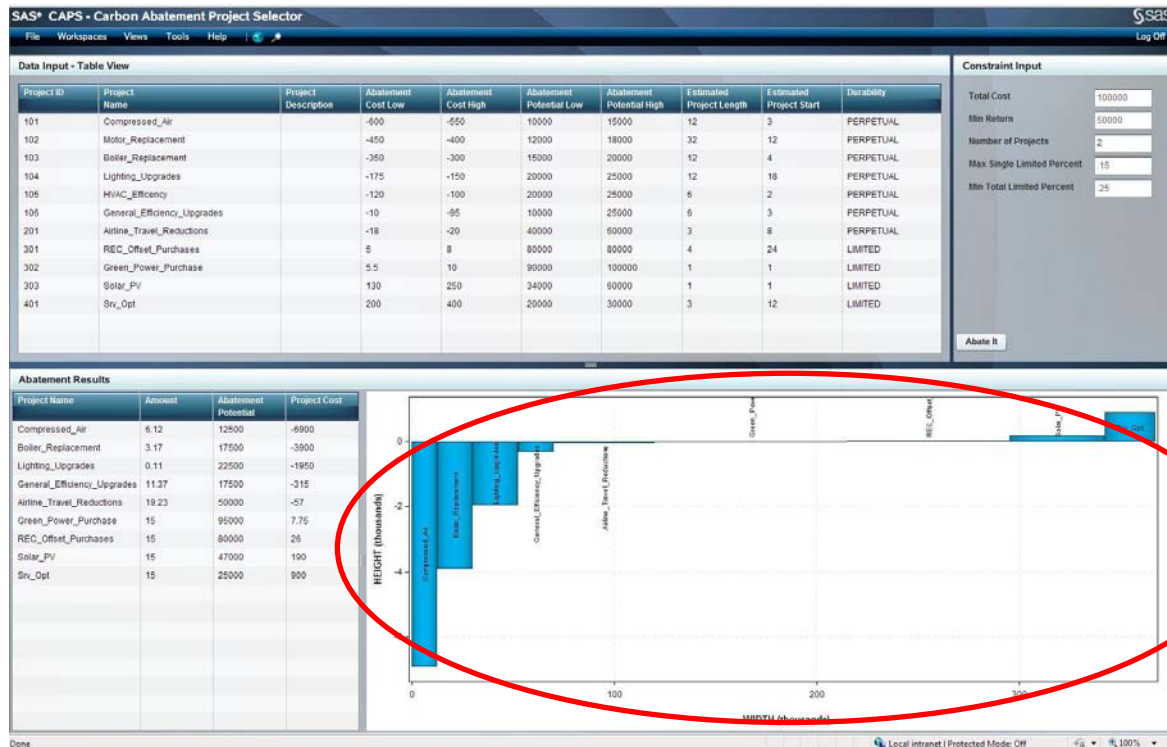 SAS® CAPS - Carbon Abatement Project Selector
sas
File Workspaces Views Tools Help
Log Off
Data Input - Table View
Project ID Project Name Project Description Abatement Cost Low Abatement Cost High Abatement Potential Low Abatement Potential High Estimated Project Length Estimated Project Start Durability
101 Compressed_Air -600 -550 10000 15000 12 3 PERPETUAL
102 Motor_Replacement -450 -400 12000 18000 32 12 PERPETUAL
103 Boiler_Replacement -350 -300 15000 20000 12 4 PERPETUAL
104 Lighting_Upgrades -175 -150 20000 25000 12 18 PERPETUAL
105 HVAC_Efficency -120 -100 20000 25000 6 2 PERPETUAL
106 General_Efficiency_Upgrades -10 -95 10000 25000 6 3 PERPETUAL
201 Airline_Travel_Reductions -18 -20 40000 60000 3 8 PERPETUAL
301 REC_Offset_Purchases 5 8 80000 80000 4 24 LIMITED
302 Green_Power_Purchase 5.5 10 90000 100000 1 1 LIMITED
303 Solar_PV 130 250 34000 60000 1 1 LIMITED
401 Srv_Opt 200 400 20000 30000 3 12 LIMITED
Constraint Input
Total Cost 100000
Min Return 50000
Number of Projects 2
Max Single Limited Percent .15
Min Total Limited Percent .25
Abate It
Abatement Results
Project Name Amount Abatement Potential Project Cost
Compressed_Air 6.12 12500 -6900
Boiler_Replacement 3.17 17500 -3900
Lighting_Upgrades 0.11 22500 -1950
General_Efficiency_Upgrades 11.37 17500 -315
Airline_Travel_Reductions 19.23 50000 -57
Green_Power_Purchase 15 95000 7.75
REC_Offset_Purchases 15 80000 26
Solar_PV 15 47000 190
Srv_Opt 15 25000 900
HEIGHT (thousands)
0
-2
-4
Compressed_Air
Boiler_Replacement
Lighting_Upgrades
General_Efficiency_Upgrades
Airline_Travel_Reductions
Green_Pow
REC_Offset
Solar_P
Srv_Opt
0 100 200 300
WIDTH (thousands)
Done
Local intranet | Protected Mode: Off
100%